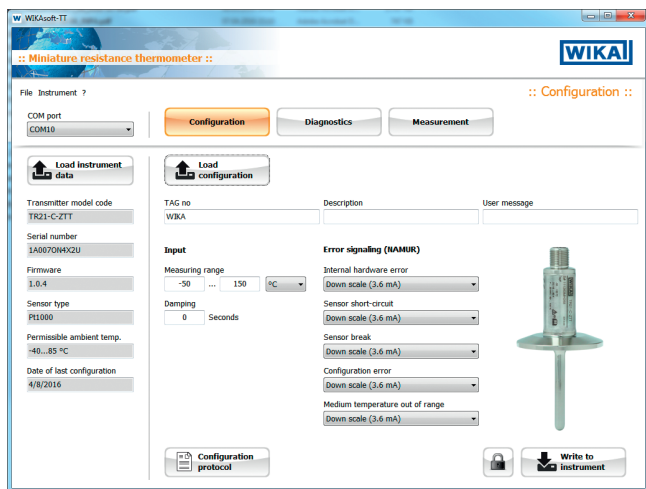 WIKAsoft-TT
:: Miniature resistance thermometer ::
WIKA
File Instrument ?
:: Configuration ::
COM port
COM10
Configuration
Diagnostics
Measurement
Load instrument
data
Load
configuration
Transmitter model code
TR21-C-ZTT
TAG no
WIKA
Description
User message
Serial number
1A0070N4X2U
Input
Error signaling (NAMUR)
Firmware
1.0.4
Measuring range
-50 ... 150 °C
Internal hardware error
Down scale (3.6 mA)
Sensor type
Pt1000
Damping
0 Seconds
Sensor short-circuit
Down scale (3.6 mA)
Permissible ambient temp.
-40...85 °C
Sensor break
Down scale (3.6 mA)
Date of last configuration
4/8/2016
Configuration error
Down scale (3.6 mA)
Medium temperature out of range
Down scale (3.6 mA)
Configuration
protocol
Write to
instrument